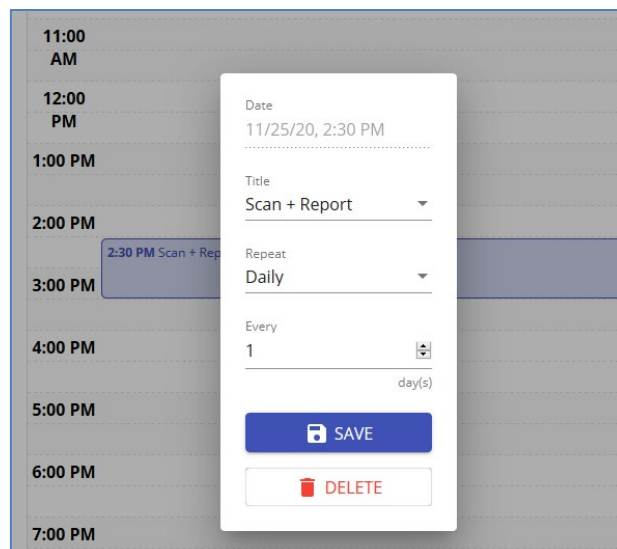 11:00
AM
12:00
PM
1:00 PM
2:00 PM
2:30 PM Scan + Rep
3:00 PM
4:00 PM
5:00 PM
6:00 PM
7:00 PM
Date
11/25/20, 2:30 PM
Title
Scan + Report
Repeat
Daily
Every
1
day(s)
SAVE
DELETE